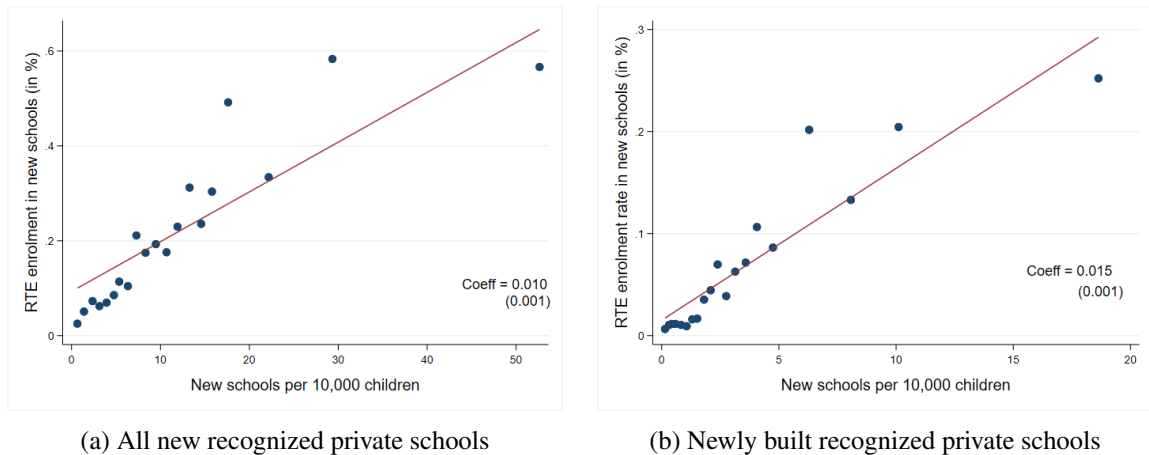 RTE enrolment in new schools (in %)
.6
.4
.2
0
0 10 20 30 40 50
New schools per 10,000 children
Coeff = 0.010
(0.001)
(a) All new recognized private schools
RTE enrolment rate in new schools (in %)
.3
.2
.1
0
0 5 10 15 20
New schools per 10,000 children
Coeff = 0.015
(0.001)
(b) Newly built recognized private schools